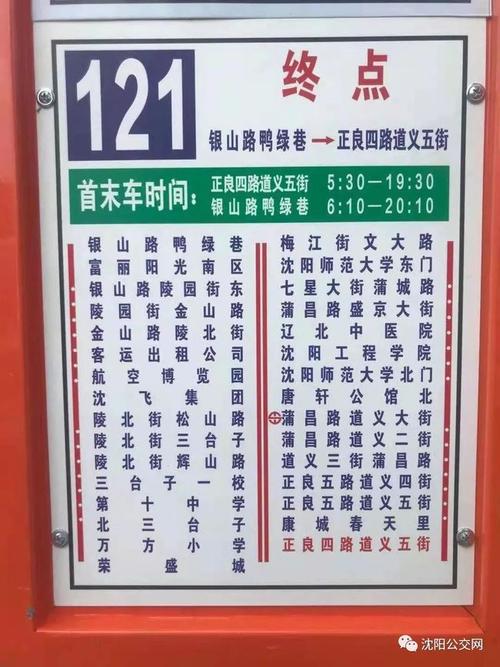 121
终点
银山路鸭绿巷→正良四路道义五街
首末车时间:
正良四路道义五街 5:30—19:30
银山路鸭绿巷 6:10—20:10
银山路鸭绿巷
富丽阳光南区
银山路陵园街东
陵园街金山路
金山路陵北街
客运出租公司
航空博览园
沈飞集团
陵北街松山路
陵北街三台子
陵北街辉山路
三台子一校
第十中学
北三台子
万方小学
荣盛城
梅江街文大路
沈阳师范大学东门
七星大街蒲城路
蒲昌路盛京大街
辽北中医院
沈阳工程学院
沈阳师范大学北门
唐轩公馆北
蒲昌路道义大街
蒲昌路道义二街
道义三街蒲昌路
正良五路道义四街
正良五路道义五街
康城春天里
正良四路道义五街
沈阳公交网